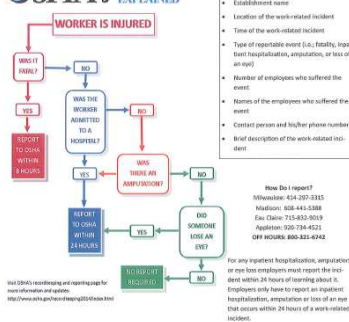 EXPLAINED
WORKER IS INJURED
WAS IT
FATAL?
NO
YES
WAS THE
WORKER
ADMITTED
TO A
HOSPITAL?
NO
REPORT
TO OSHA
WITHIN
8 HOURS
YES
WAS
THERE AN
AMPUTATION?
NO
REPORT
TO OSHA
WITHIN
24 HOURS
YES
DID
SOMEONE
LOSE AN
EYE?
NO REPORT
REQUIRED
NO
Visit OSHA's recordkeeping and reporting page for
more information and updates:
http://www.osha.gov/recordkeeping2014/index.html
• Establishment name
• Location of the work-related incident
• Time of the work-related incident
• Type of reportable event (i.e.; fatality, inpa
tient hospitalization, amputation, or loss of
an eye)
• Number of employees who suffered the
event
• Names of the employees who suffered the
event
• Contact person and his/her phone number
• Brief description of the work-related inci-
dent
How Do I report?
Milwaukee: 414-297-3315
Madison: 608-441-5388
Eau Claire: 715-832-9019
Appleton: 920-734-4521
OFF HOURS: 800-321-6742
For any inpatient hospitalization, amputation
or eye loss employers must report the inci-
dent within 24 hours of learning about it.
Employees only have to report an inpatient
hospitalization, amputation or loss of an eye
that occurs within 24 hours of a work-related
incident.